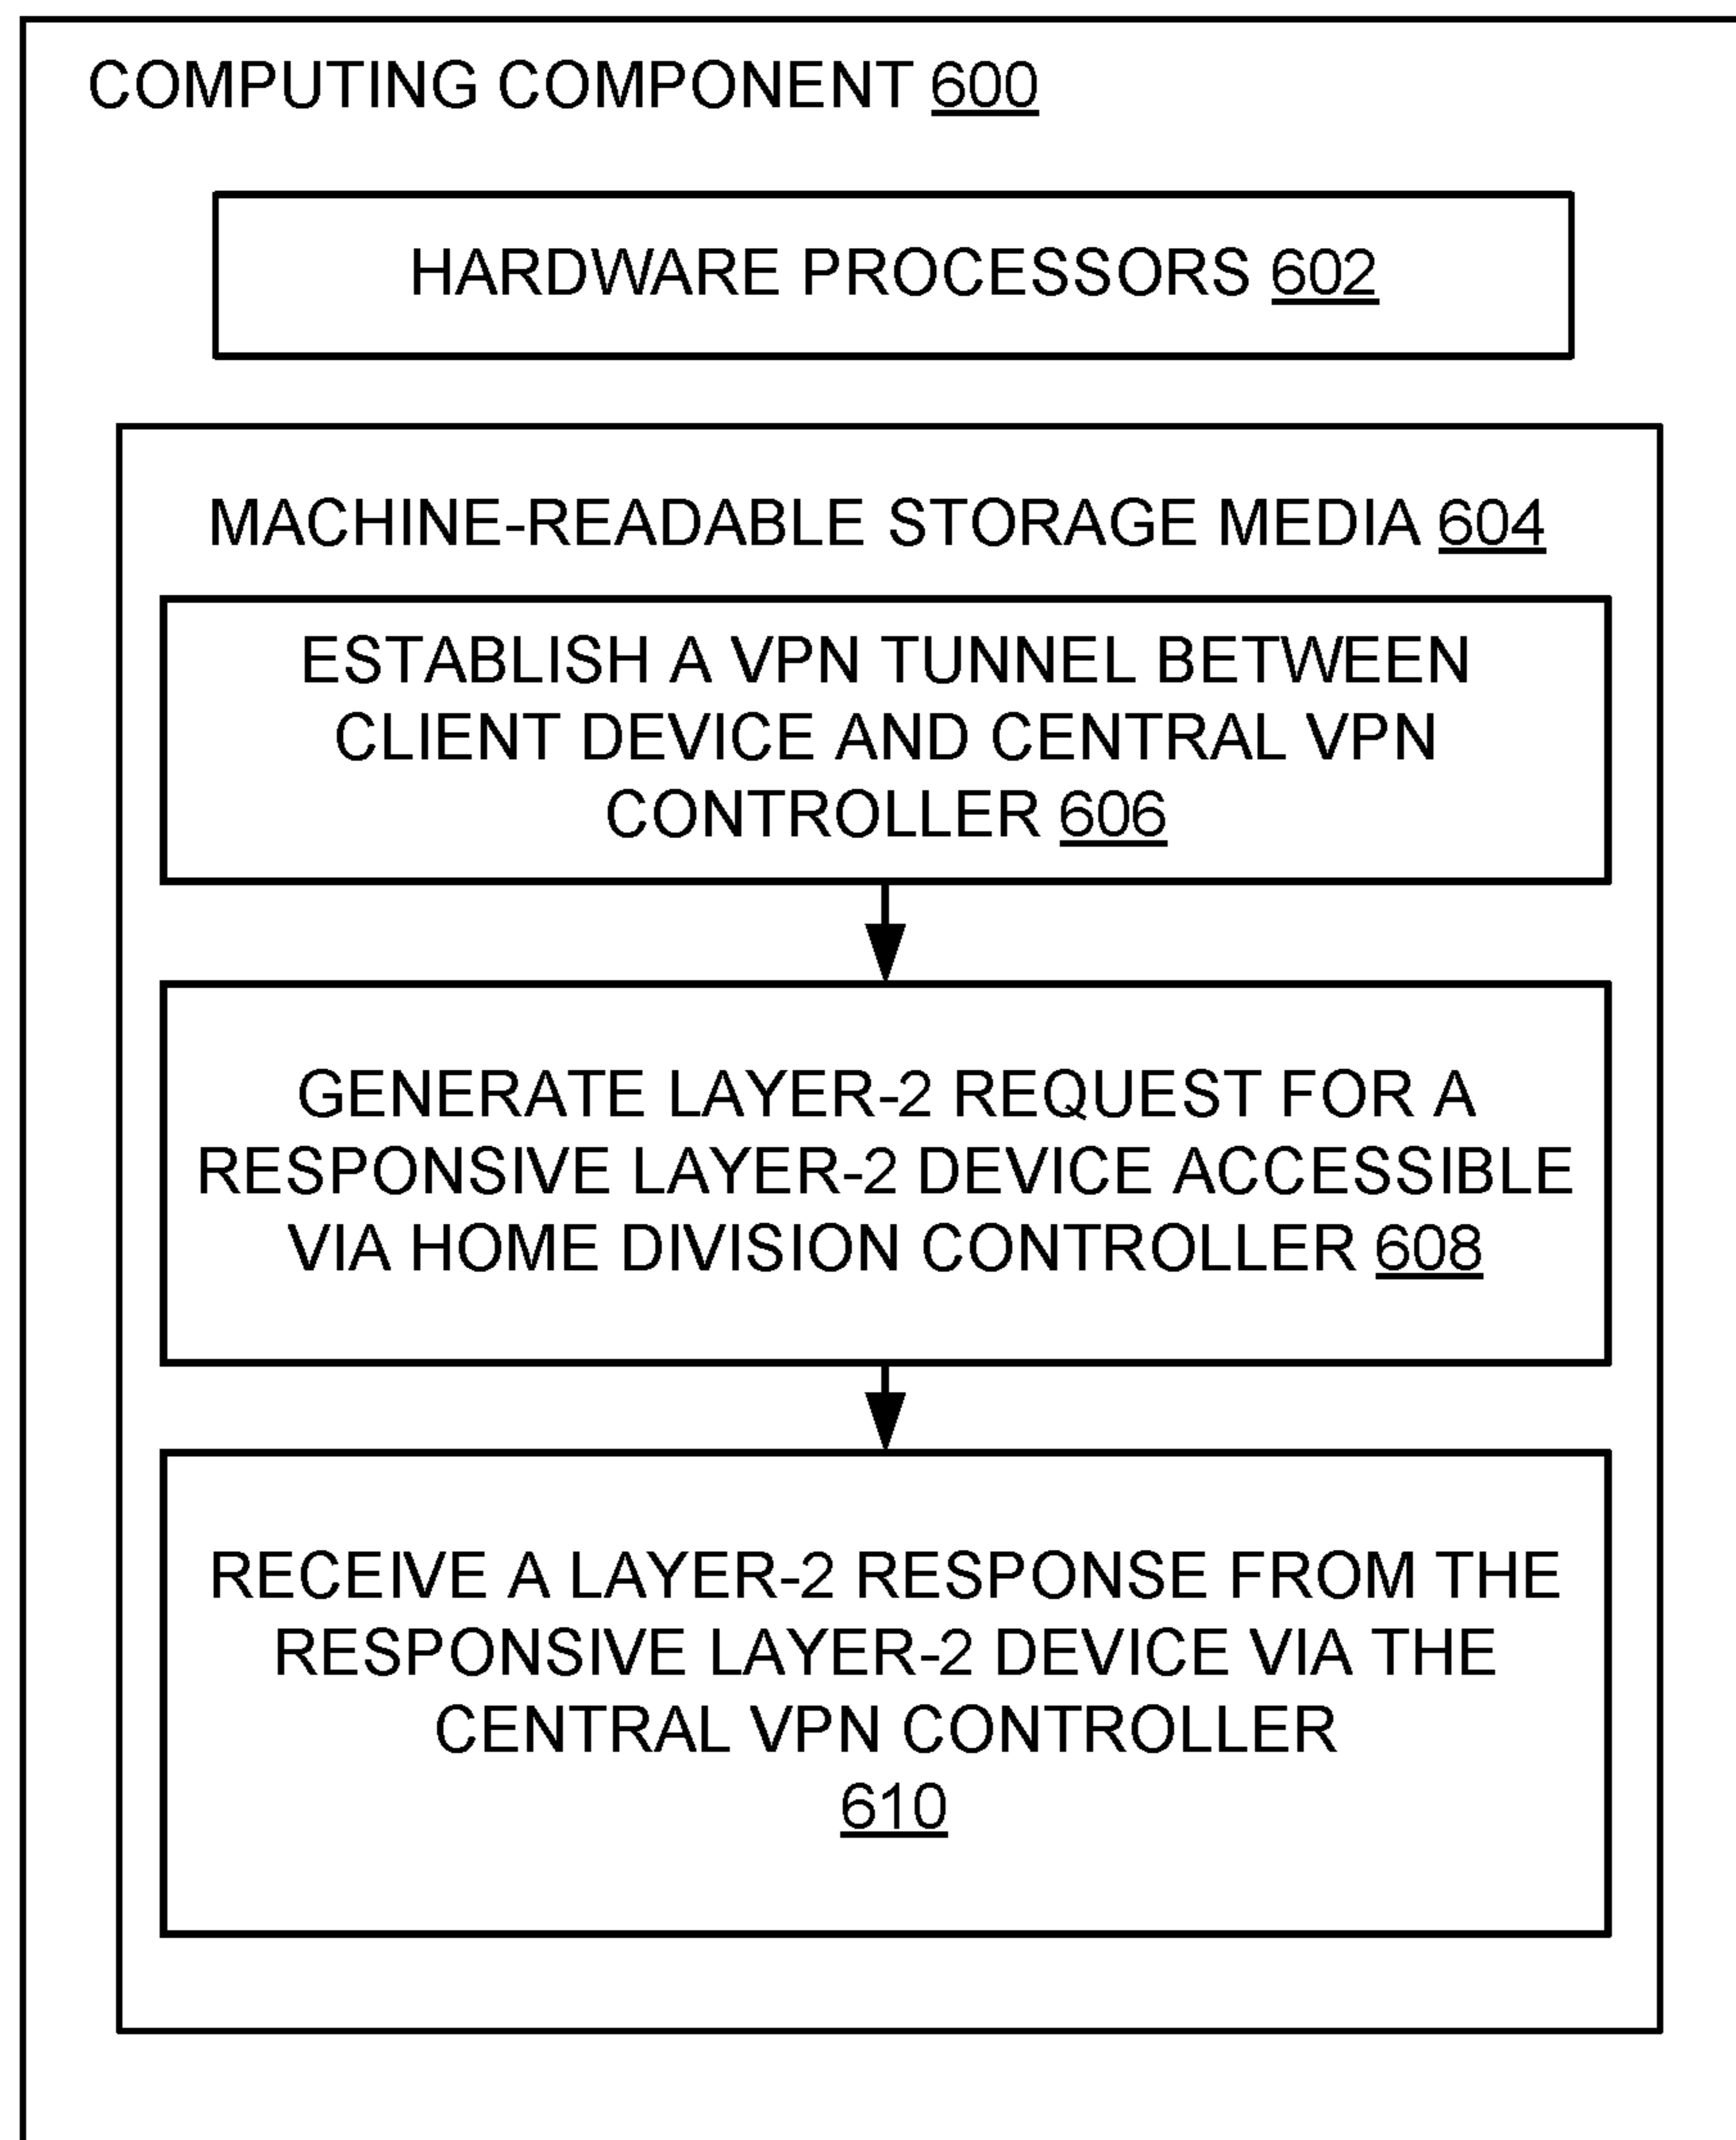 COMPUTING COMPONENT 600
HARDWARE PROCESSORS 602
MACHINE-READABLE STORAGE MEDIA 604
ESTABLISH A VPN TUNNEL BETWEEN
CLIENT DEVICE AND CENTRAL VPN
CONTROLLER 606
GENERATE LAYER-2 REQUEST FOR A
RESPONSIVE LAYER-2 DEVICE ACCESSIBLE
VIA HOME DIVISION CONTROLLER 608
RECEIVE A LAYER-2 RESPONSE FROM THE
RESPONSIVE LAYER-2 DEVICE VIA THE
CENTRAL VPN CONTROLLER
610